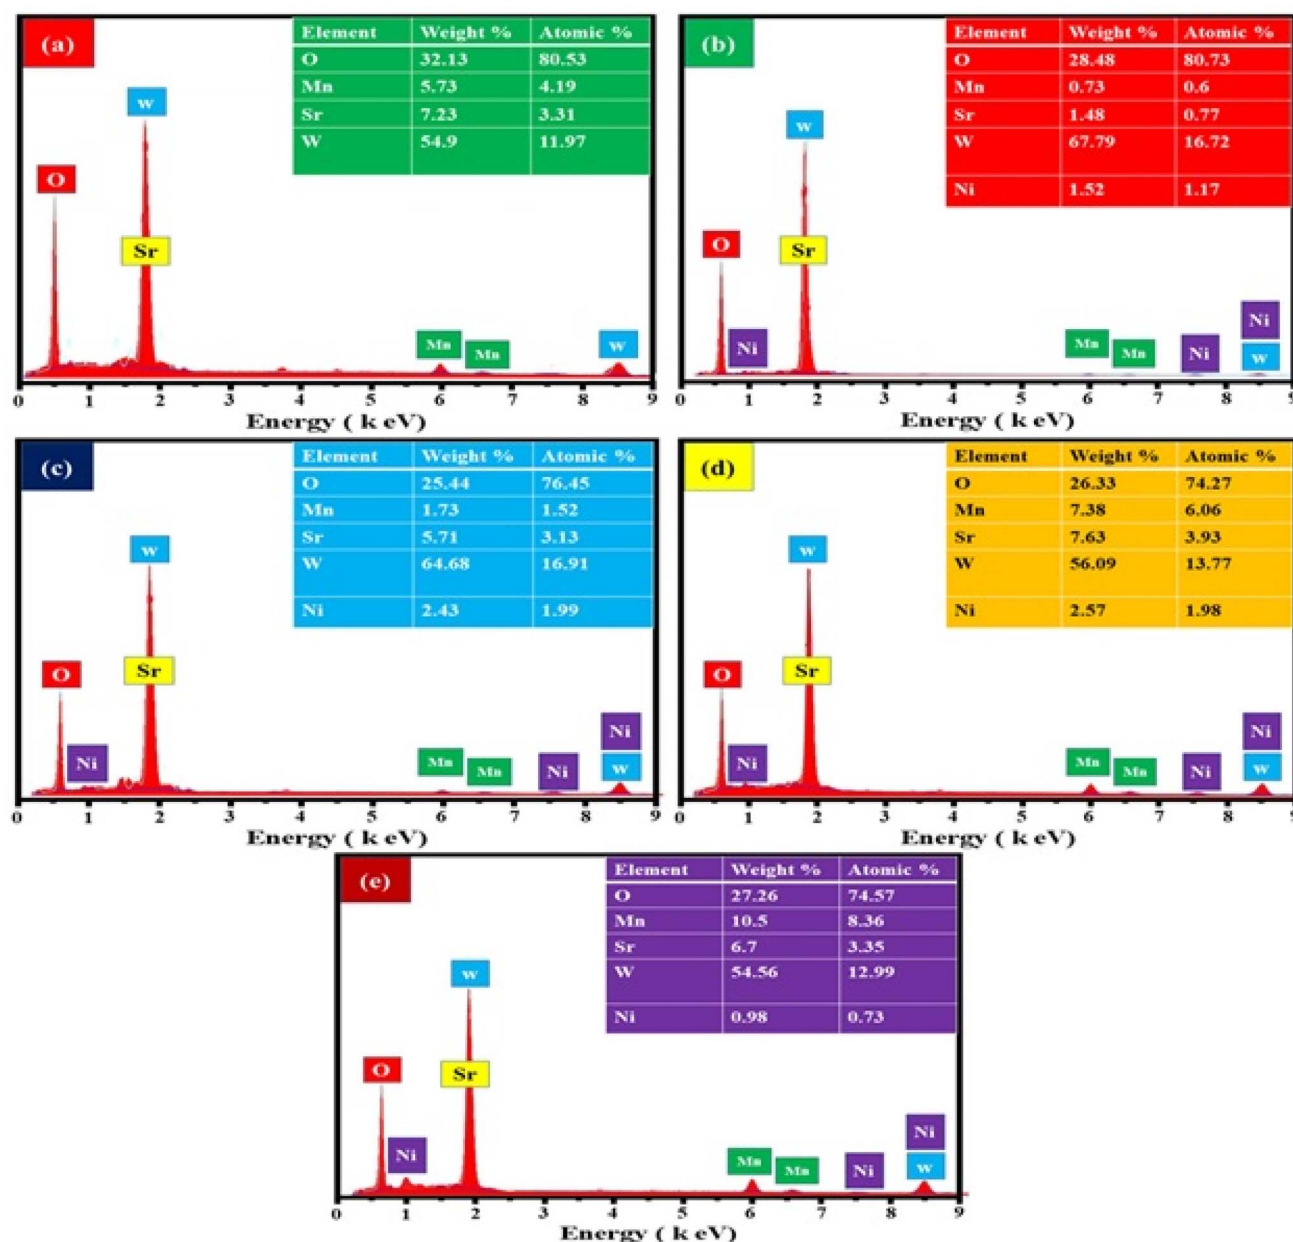 (a)
Element Weight % Atomic %
O 32.13 80.53
Mn 5.73 4.19
Sr 7.23 3.31
W 54.9 11.97
w
O
Sr
Mn Mn w
0 1 2 3 4 5 6 7 8 9
Energy ( k eV)
(b)
Element Weight % Atomic %
O 28.48 80.73
Mn 0.73 0.6
Sr 1.48 0.77
W 67.79 16.72
Ni 1.52 1.17
w
O Sr
Ni
Ni Mn Mn Ni w
0 1 2 3 4 5 6 7 8 9
Energy ( k eV)
(c)
Element Weight % Atomic %
O 25.44 76.45
Mn 1.73 1.52
Sr 5.71 3.13
W 64.68 16.91
Ni 2.43 1.99
w
O Sr
Ni
Ni Mn Mn Ni w
0 1 2 3 4 5 6 7 8 9
Energy ( k eV)
(d)
Element Weight % Atomic %
O 26.33 74.27
Mn 7.38 6.06
Sr 7.63 3.93
W 56.09 13.77
Ni 2.57 1.98
w
O Sr
Ni
Ni Mn Mn Ni w
0 1 2 3 4 5 6 7 8 9
Energy ( k eV)
(e)
Element Weight % Atomic %
O 27.26 74.57
Mn 10.5 8.36
Sr 6.7 3.35
W 54.56 12.99
Ni 0.98 0.73
w
O Sr
Ni
Ni Mn Mn Ni w
0 1 2 3 4 5 6 7 8 9
Energy ( k eV)